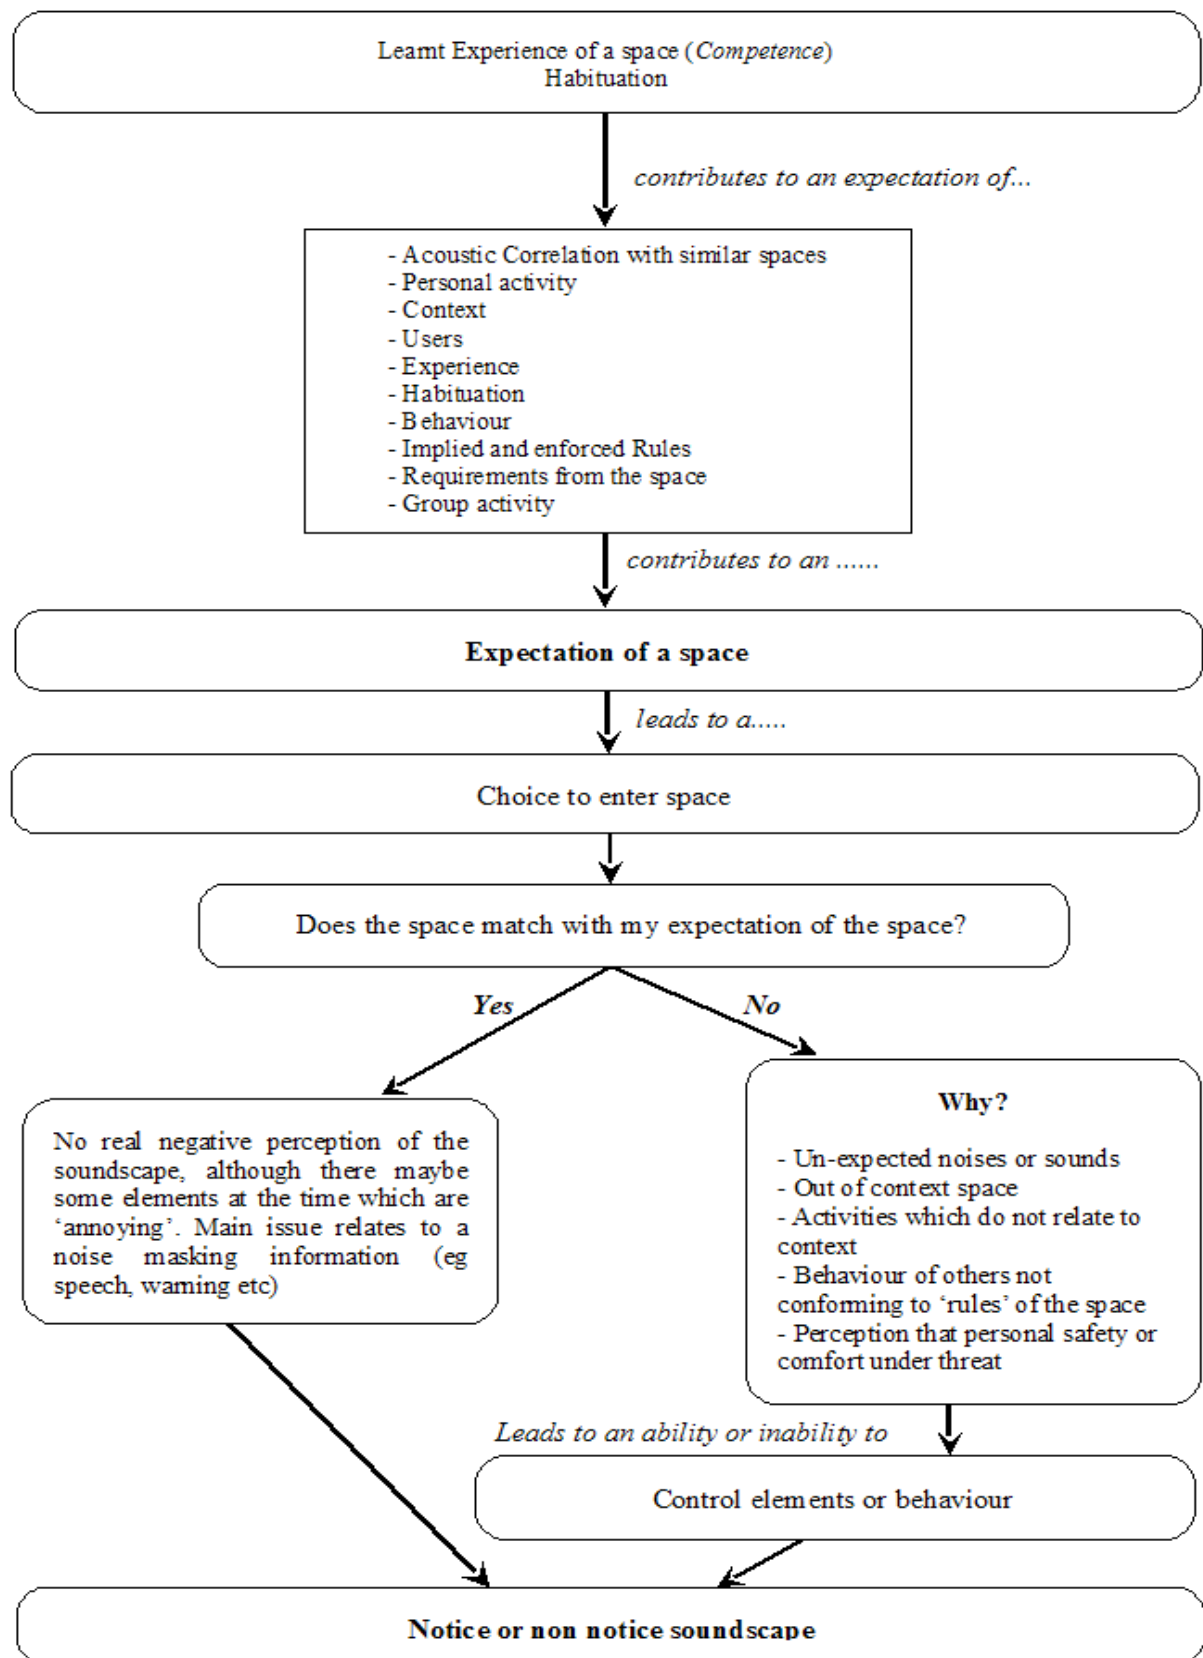 Learnt Experience of a space (Competence)
Habituation
contributes to an expectation of...
- Acoustic Correlation with similar spaces
- Personal activity
- Context
- Users
- Experience
- Habituation
- Behaviour
- Implied and enforced Rules
- Requirements from the space
- Group activity
contributes to an ......
Expectation of a space
leads to a.....
Choice to enter space
Does the space match with my expectation of the space?
Yes
No
No real negative perception of the
soundscape, although there maybe
some elements at the time which are
‘annoying’. Main issue relates to a
noise masking information (eg
speech, warning etc)
Why?
- Un-expected noises or sounds
- Out of context space
- Activities which do not relate to
context
- Behaviour of others not
conforming to ‘rules’ of the space
- Perception that personal safety or
comfort under threat
Leads to an ability or inability to
Control elements or behaviour
Notice or non notice soundscape